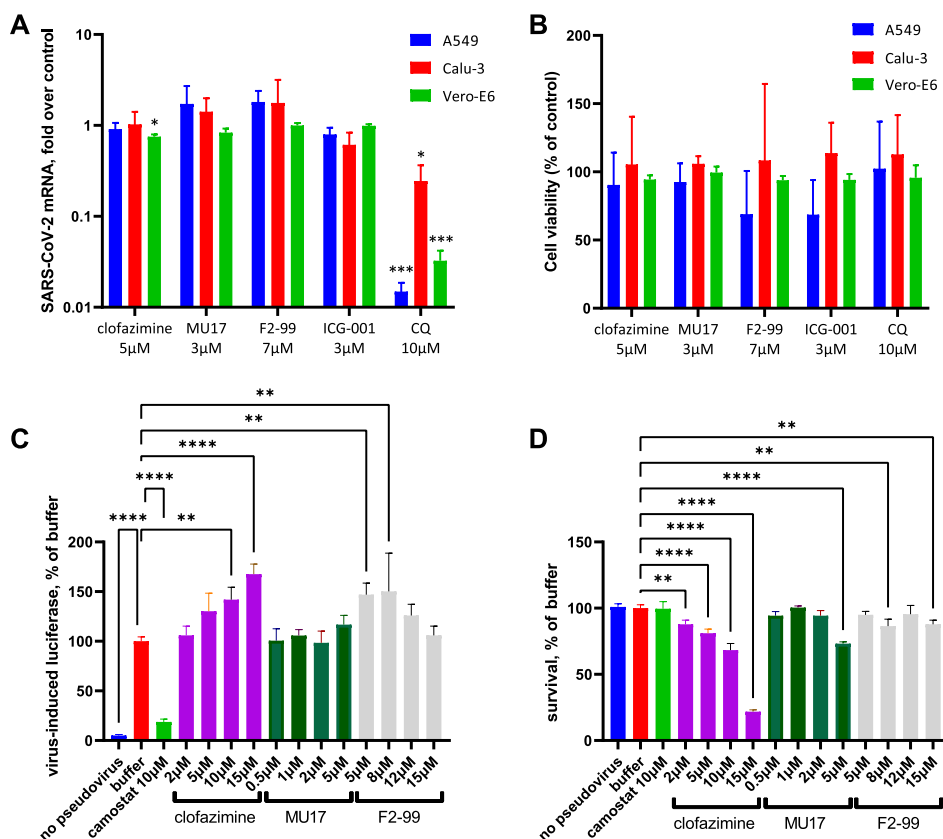 A
SARS-CoV-2 mRNA, fold over control
10
1
0.1
0.01
A549
Calu-3
Vero-E6
*
***
*
***
clofazimine
5μM
MU17
3μM
F2-99
7μM
ICG-001
3μM
CQ
10μM
B
Cell viability (% of control)
200
150
100
50
0
A549
Calu-3
Vero-E6
clofazimine
5μM
MU17
3μM
F2-99
7μM
ICG-001
3μM
CQ
10μM
C
virus-induced luciferase, % of buffer
200
150
100
50
0
**
**
****
****
****
**
no pseudovirus
buffer
camostat 10μM
2μM
5μM
10μM
15μM
0.5μM
1μM
2μM
5μM
5μM
8μM
12μM
15μM
clofazimine
MU17
F2-99
D
survival, % of buffer
150
100
50
0
**
**
****
****
****
****
**
no pseudovirus
buffer
camostat 10μM
2μM
5μM
10μM
15μM
0.5μM
1μM
2μM
5μM
5μM
8μM
12μM
15μM
clofazimine
MU17
F2-99